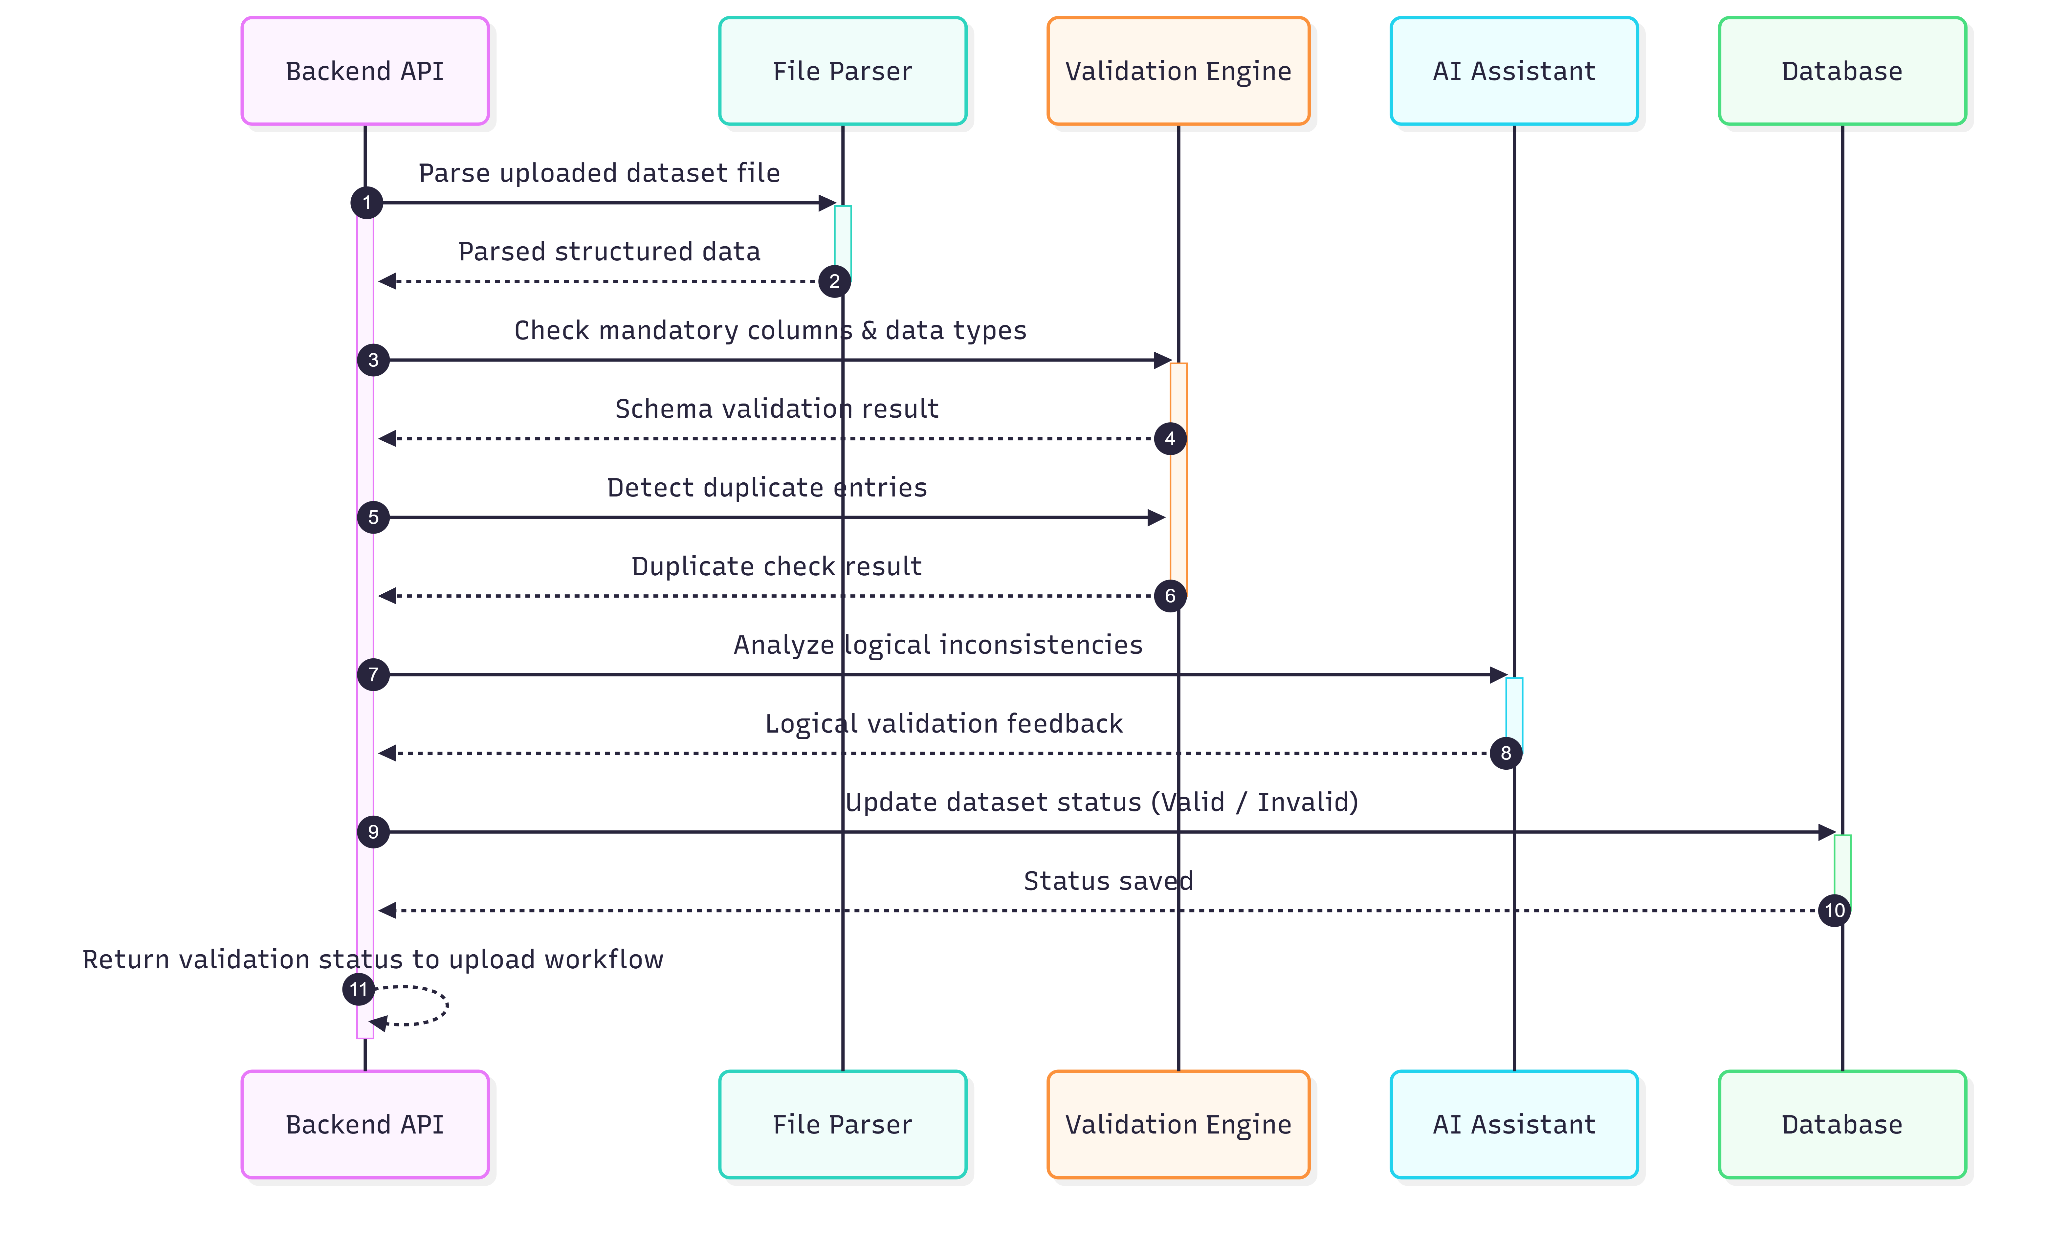 Backend API
File Parser
Validation Engine
AI Assistant
Database
Parse uploaded dataset file
1
Parsed structured data
2
Check mandatory columns & data types
3
Schema validation result
4
Detect duplicate entries
5
Duplicate check result
6
Analyze logical inconsistencies
7
Logical validation feedback
8
Update dataset status (Valid / Invalid)
9
Status saved
10
Return validation status to upload workflow
11
Backend API
File Parser
Validation Engine
AI Assistant
Database